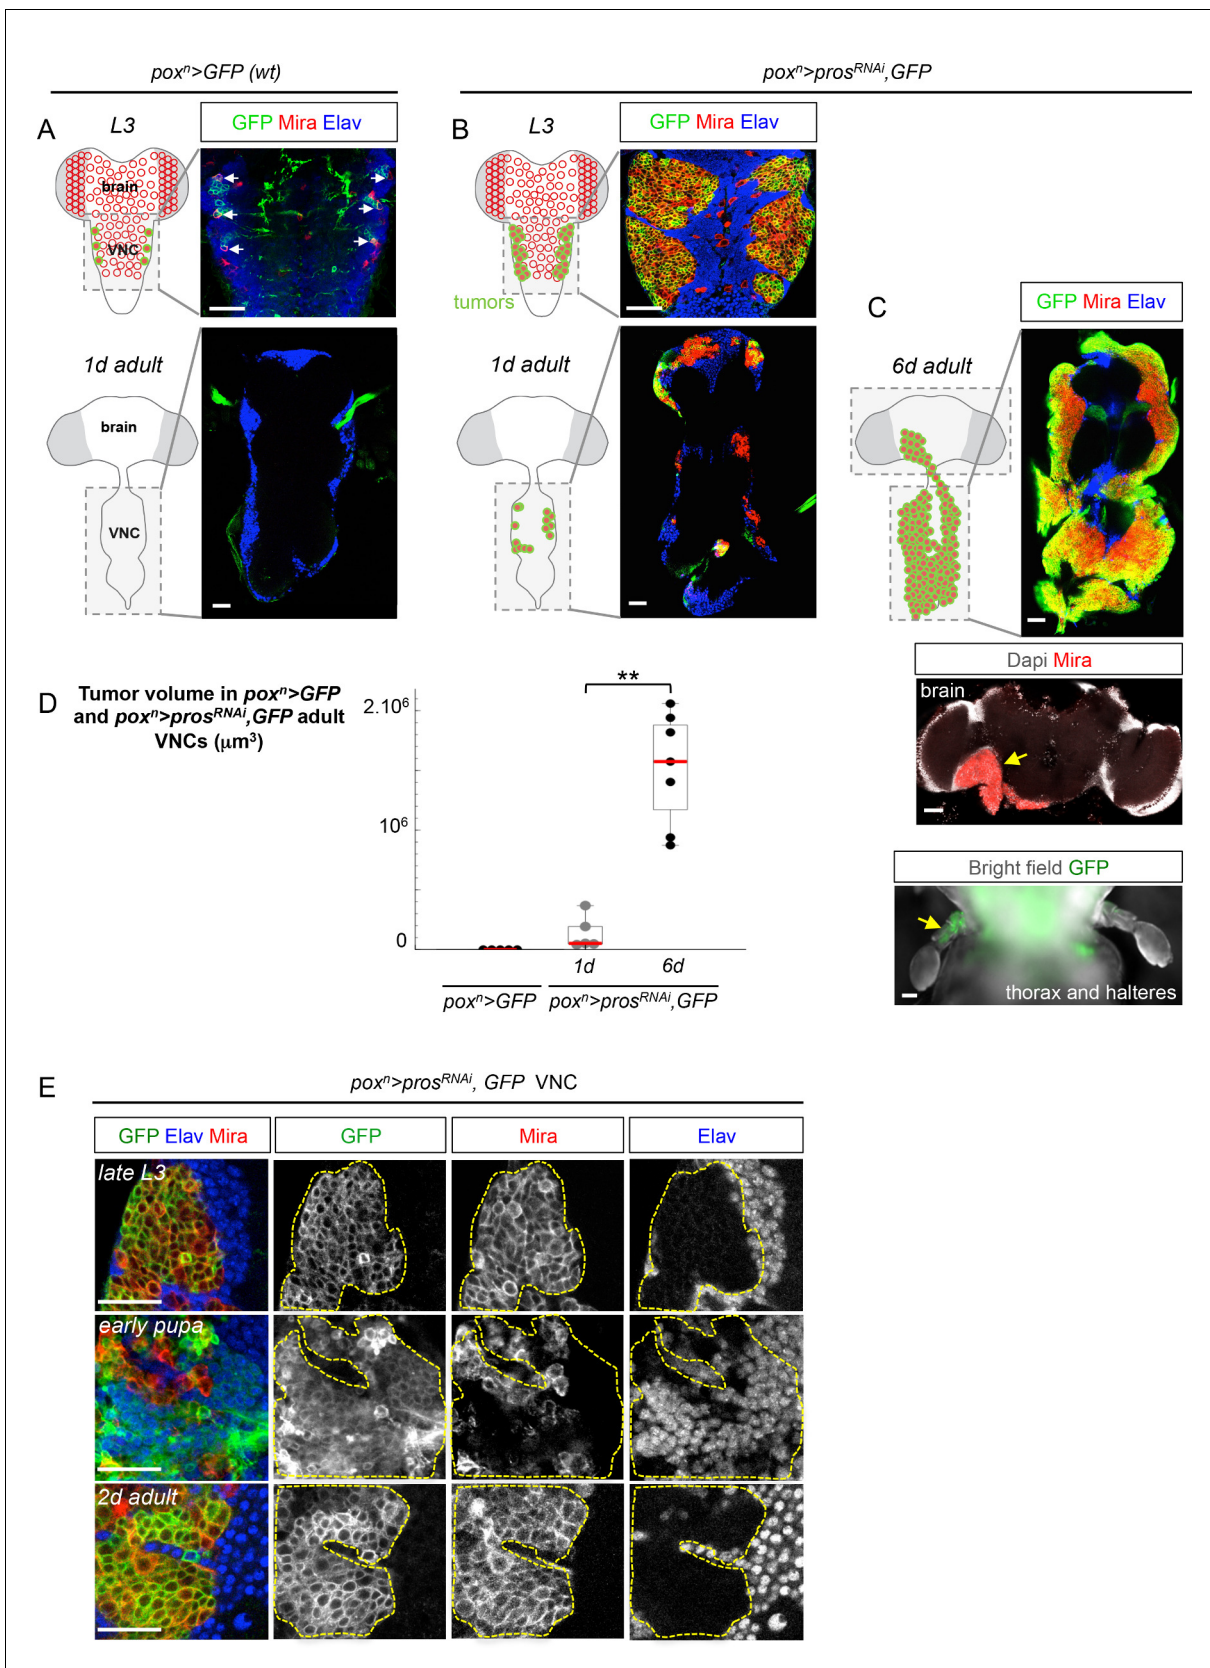 poxⁿ>GFP (wt)
poxⁿ>prosᴿᴺᴬⁱ,GFP
A
L3
GFP Mira Elav
brain
VNC
1d adult
brain
VNC
B
L3
GFP Mira Elav
tumors
1d adult
C
GFP Mira Elav
6d adult
Dapi Mira
brain
Bright field GFP
thorax and halteres
D
Tumor volume in poxⁿ>GFP
and poxⁿ>prosᴿᴺᴬⁱ,GFP adult
VNCs (μm³)
**
2.10⁶
10⁶
0
1d
6d
poxⁿ>GFP
poxⁿ>prosᴿᴺᴬⁱ,GFP
E
poxⁿ>prosᴿᴺᴬⁱ, GFP VNC
GFP Elav Mira
GFP
Mira
Elav
late L3
early pupa
2d adult